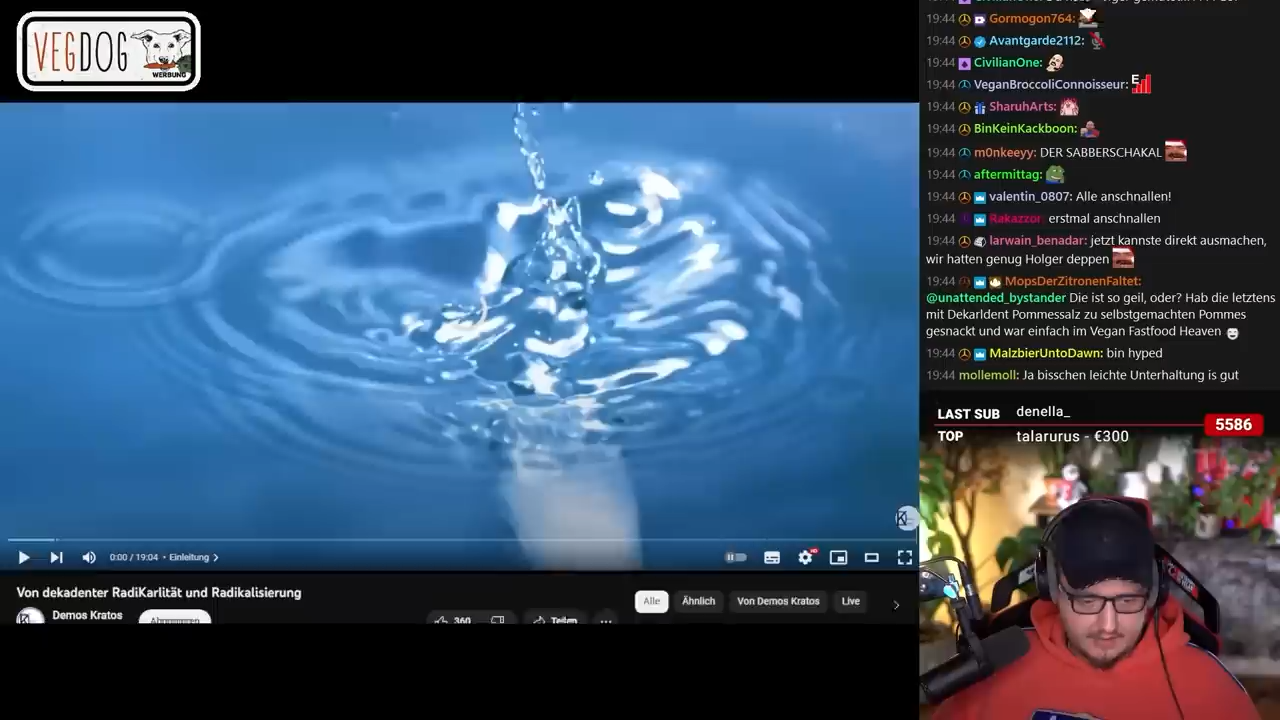 VEGDOG
WERBUNG
0:00 / 19:04 • Einleitung
Von dekadenter RadiKarlität und Radikalisierung
Demos Kratos
Abonnieren
360
Teilen
Alle
Ähnlich
Von Demos Kratos
Live
19:44 Gormogon764:
19:44 Avantgarde2112:
19:44 CivilianOne:
19:44 VeganBroccoliConnoisseur:
19:44 SharuhArts:
19:44 BinKeinKackboon:
19:44 m0nkeeyy: DER SABBERSCHAKAL
19:44 aftermittag:
19:44 valentin_0807: Alle anschnallen!
19:44 Rakazzor: erstmal anschnallen
19:44 larwain_benadar: jetzt kannste direkt ausmachen,
wir hatten genug Holger deppen
19:44 MopsDerZitronenFaltet:
@unattended_bystander Die ist so geil, oder? Hab die letztens
mit DekarIdent Pommessalz zu selbstgemachten Pommes
gesnackt und war einfach im Vegan Fastfood Heaven
19:44 MalzbierUntoDawn: bin hyped
19:44 mollemoll: Ja bisschen leichte Unterhaltung is gut
LAST SUB denella_
5586
TOP talarurus - €300